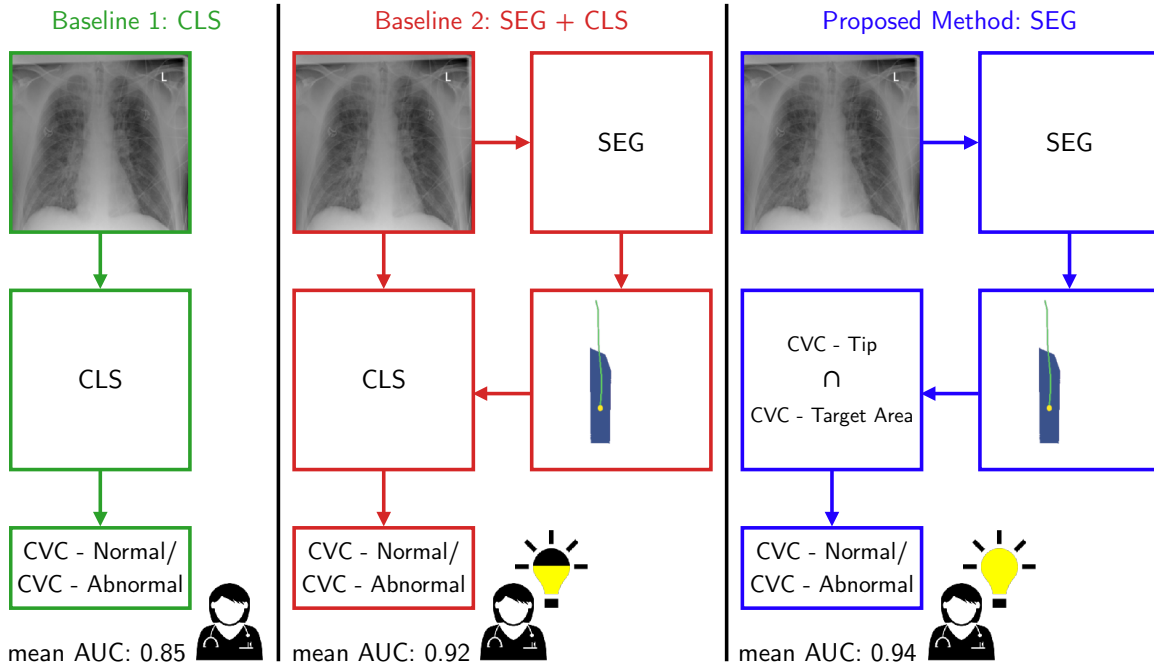 Baseline 1: CLS
L
CLS
CVC - Normal/
CVC - Abnormal
mean AUC: 0.85
Baseline 2: SEG + CLS
L
SEG
CLS
CVC - Normal/
CVC - Abnormal
mean AUC: 0.92
Proposed Method: SEG
L
SEG
CVC - Tip
∩
CVC - Target Area
CVC - Normal/
CVC - Abnormal
mean AUC: 0.94